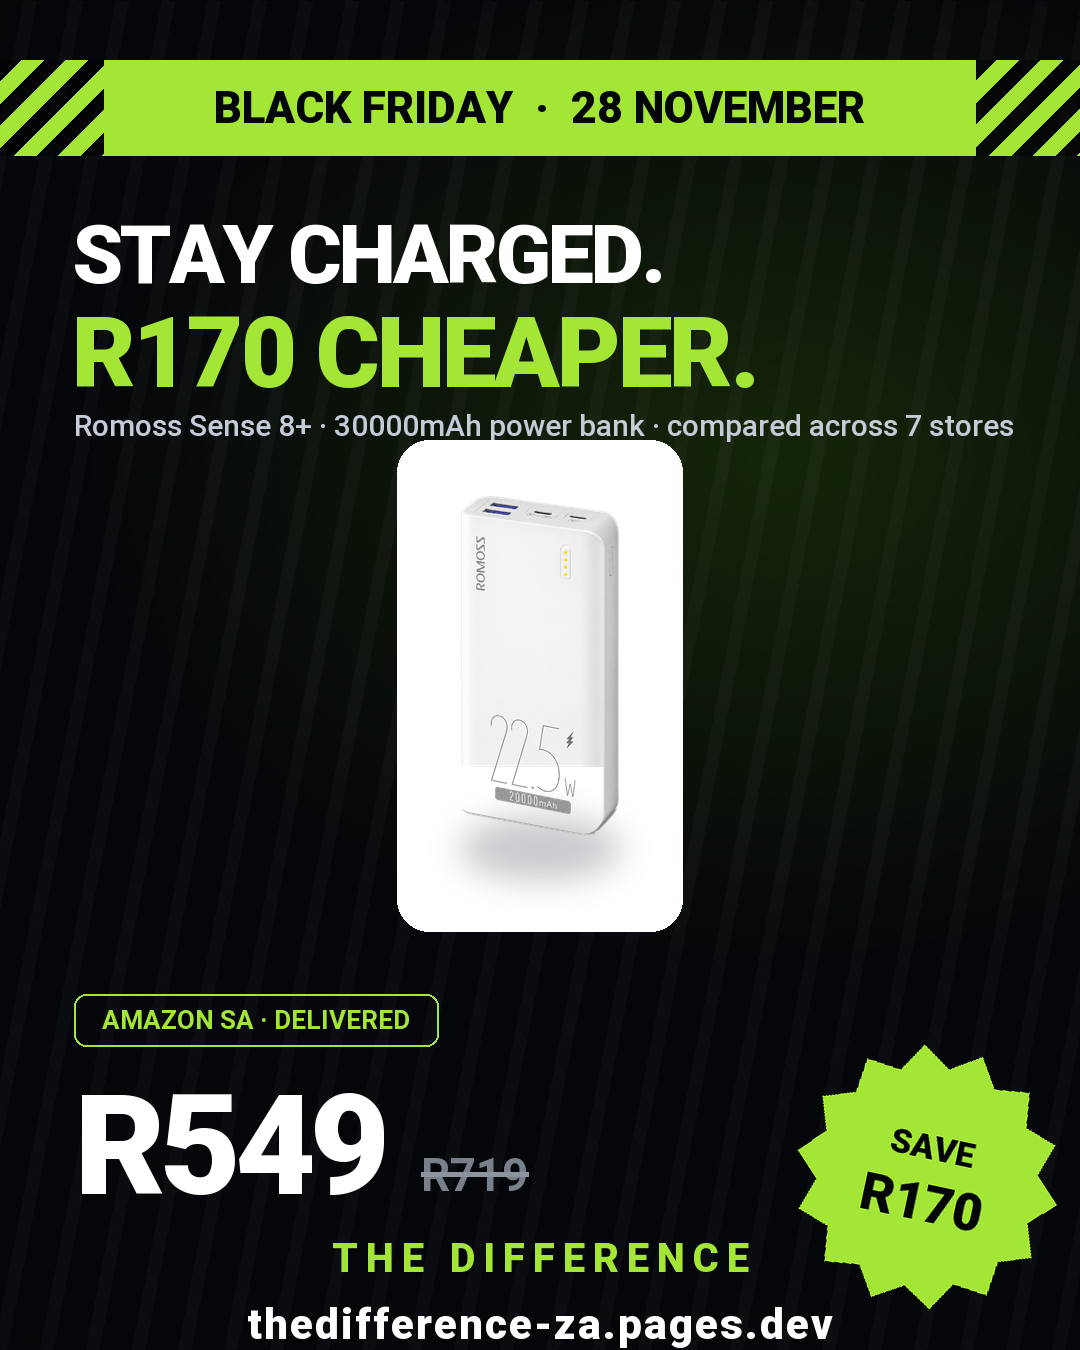 BLACK FRIDAY · 28 NOVEMBER
STAY CHARGED.
R170 CHEAPER.
Romoss Sense 8+ · 30000mAh power bank · compared across 7 stores
ROMOSS
22.5W
20000mAh
AMAZON SA · DELIVERED
R549 R719
SAVE
R170
THE DIFFERENCE
thedifference-za.pages.dev